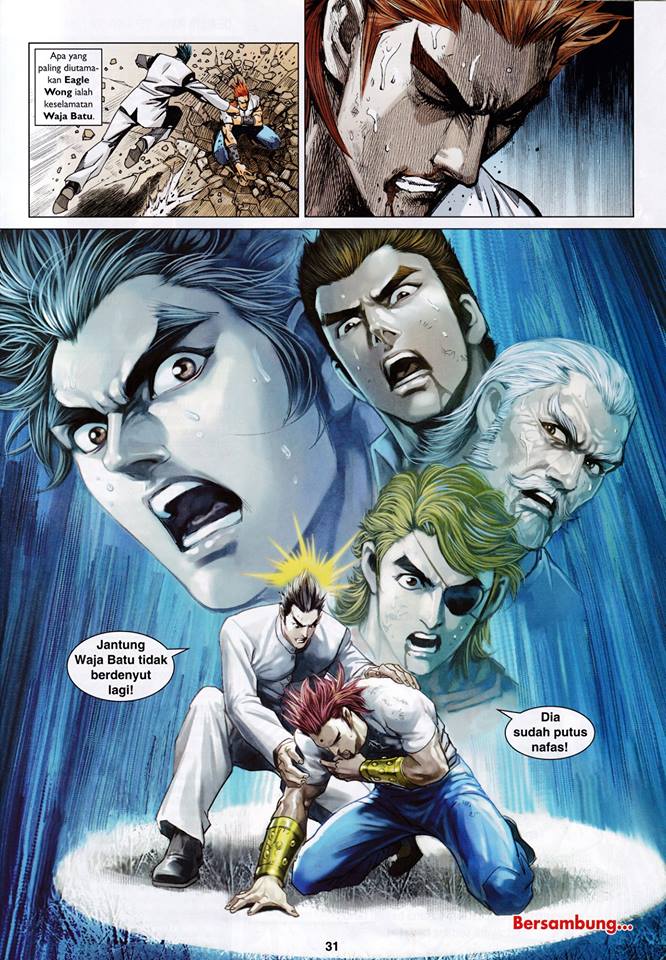 Apa yang
paling diutama-
kan Eagle
Wong ialah
keselamatan
Waja Batu.
Jantung
Waja Batu tidak
berdenyut
lagi!
Dia
sudah putus
nafas!
Bersambung...
31